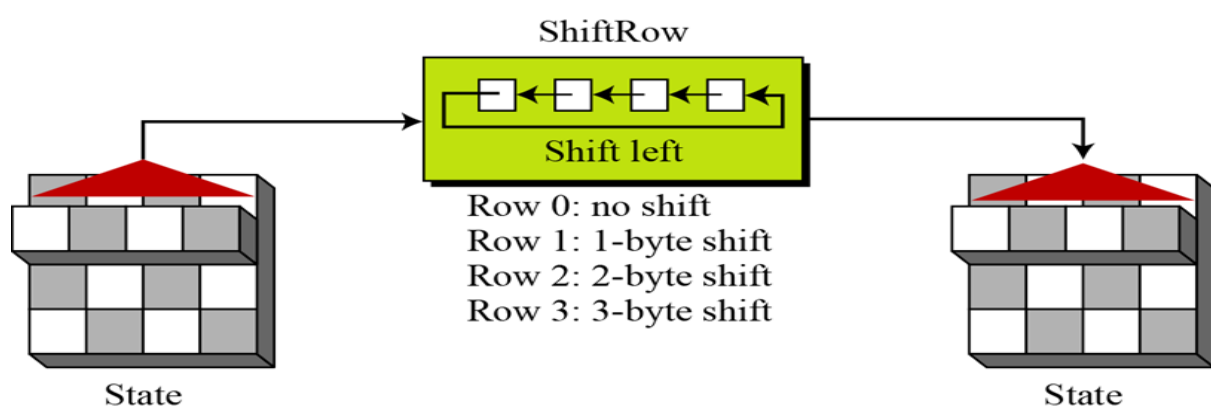 ShiftRow
Shift left
Row 0: no shift
Row 1: 1-byte shift
Row 2: 2-byte shift
Row 3: 3-byte shift
State
State